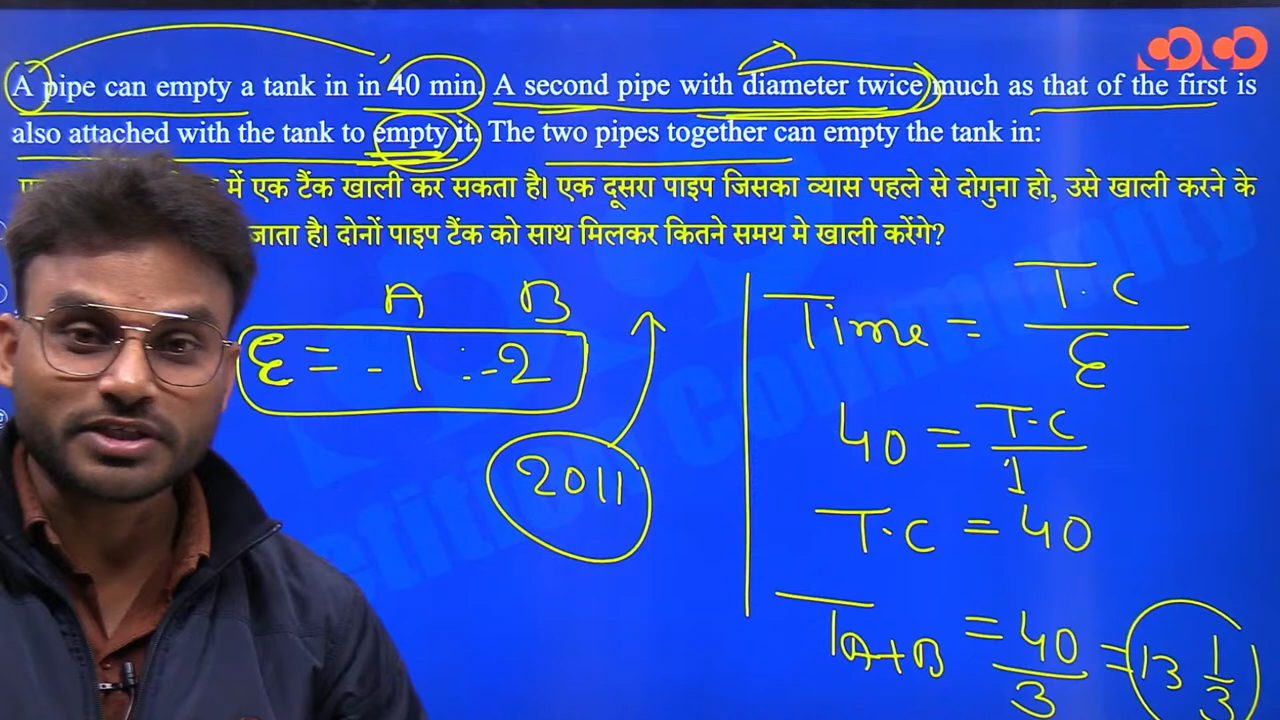 A pipe can empty a tank in in 40 min. A second pipe with diameter twice much as that of the first is
also attached with the tank to empty it. The two pipes together can empty the tank in:
में एक टैंक खाली कर सकता है। एक दूसरा पाइप जिसका व्यास पहले से दोगुना हो, उसे खाली करने के
जाता है। दोनों पाइप टैंक को साथ मिलकर कितने समय मे खाली करेंगे?
A B
ε = -1 : -2
2011
Time = T.C / ε
40 = T.C / 1
T.C = 40
T A+B = 40/3 = 13 1/3